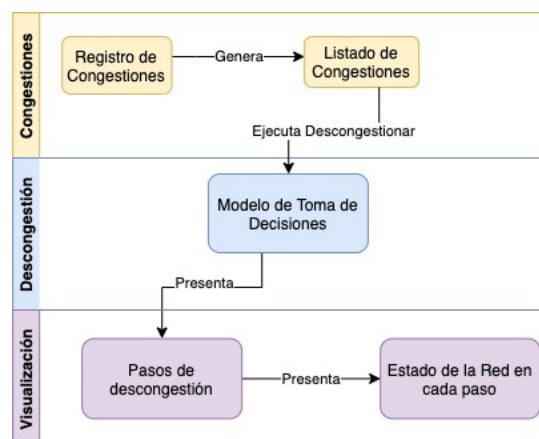 Congestiones
Registro de
Congestiones
Genera
Listado de
Congestiones
Ejecuta Descongestionar
Descongestión
Modelo de Toma de
Decisiones
Presenta
Visualización
Pasos de
descongestión
Presenta
Estado de la Red en
cada paso